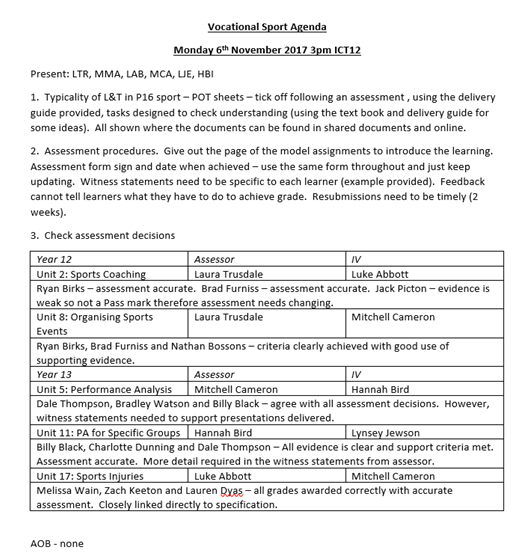 Vocational Sport Agenda
Monday 6th November 2017 3pm ICT12
Present: LTR, MMA, LAB, MCA, LJE, HBI
1. Typicality of L&T in P16 sport – POT sheets – tick off following an assessment , using the delivery
guide provided, tasks designed to check understanding (using the text book and delivery guide for
some ideas). All shown where the documents can be found in shared documents and online.
2. Assessment procedures. Give out the page of the model assignments to introduce the learning.
Assessment form sign and date when achieved – use the same form throughout and just keep
updating. Witness statements need to be specific to each learner (example provided). Feedback
cannot tell learners what they have to do to achieve grade. Resubmissions need to be timely (2
weeks).
3. Check assessment decisions
Year 12 Assessor IV
Unit 2: Sports Coaching Laura Trusdale Luke Abbott
Ryan Birks – assessment accurate. Brad Furniss – assessment accurate. Jack Picton – evidence is
weak so not a Pass mark therefore assessment needs changing.
Unit 8: Organising Sports Laura Trusdale Mitchell Cameron
Events
Ryan Birks, Brad Furniss and Nathan Bossons – criteria clearly achieved with good use of
supporting evidence.
Year 13 Assessor IV
Unit 5: Performance Analysis Mitchell Cameron Hannah Bird
Dale Thompson, Bradley Watson and Billy Black – agree with all assessment decisions. However,
witness statements needed to support presentations delivered.
Unit 11: PA for Specific Groups Hannah Bird Lynsey Jewson
Billy Black, Charlotte Dunning and Dale Thompson – All evidence is clear and support criteria met.
Assessment accurate. More detail required in the witness statements from assessor.
Unit 17: Sports Injuries Luke Abbott Mitchell Cameron
Melissa Wain, Zach Keeton and Lauren Dyas – all grades awarded correctly with accurate
assessment. Closely linked directly to specification.
AOB - none